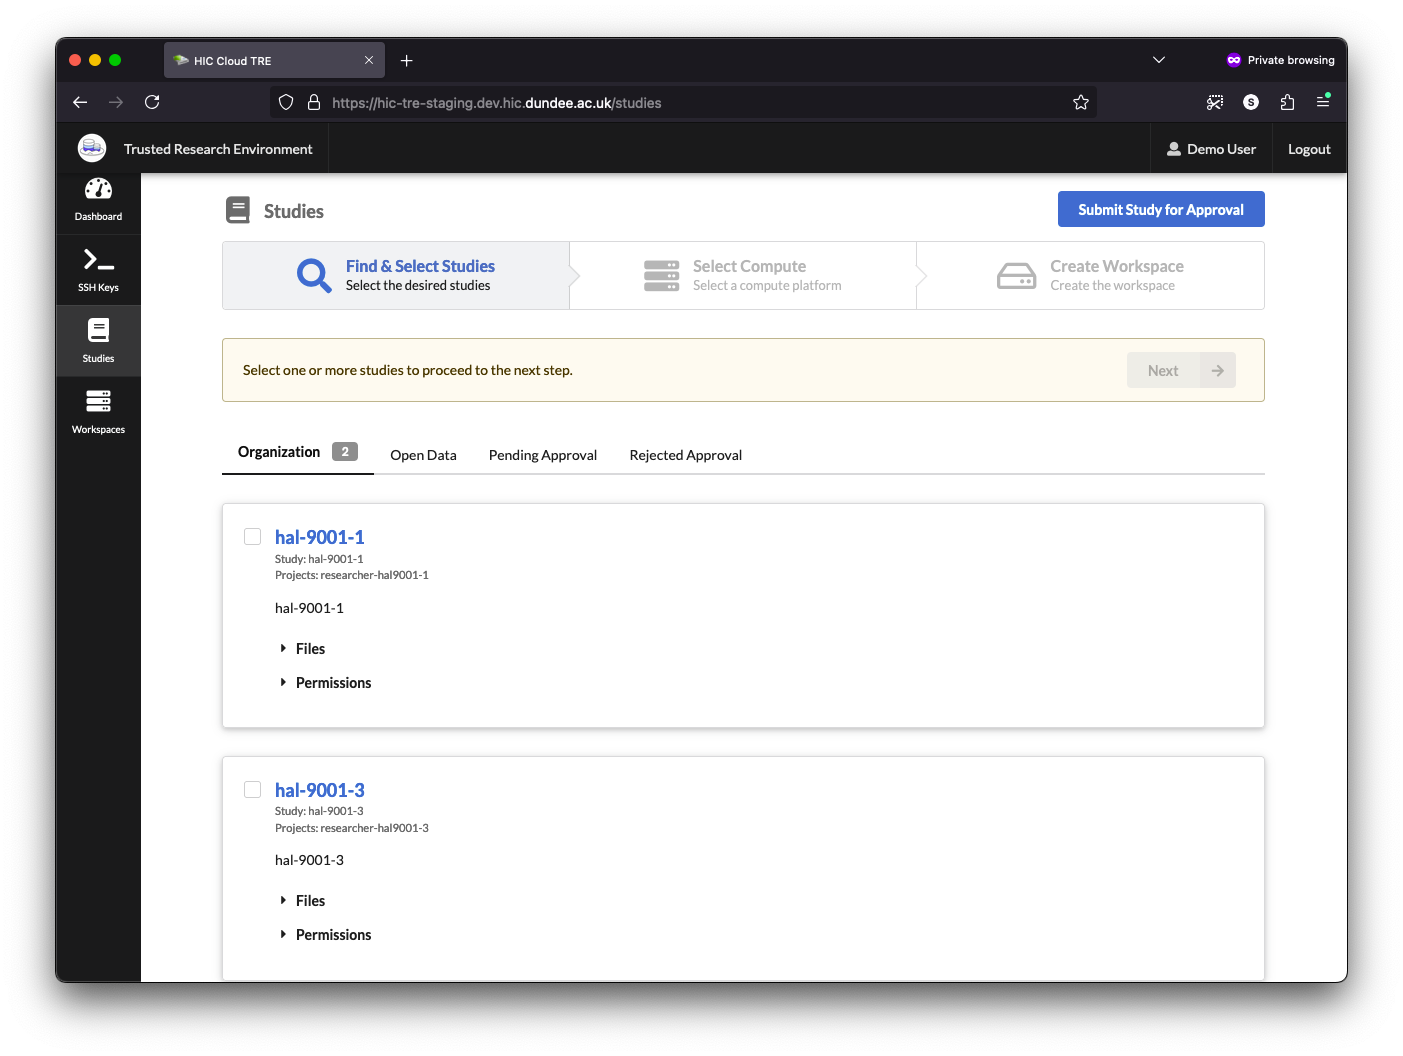 HIC Cloud TRE
Private browsing
https://hic-tre-staging.dev.hic.dundee.ac.uk/studies
S
Trusted Research Environment
Demo User
Logout
Dashboard
SSH Keys
Studies
Workspaces
Studies
Submit Study for Approval
Find & Select Studies
Select the desired studies
Select Compute
Select a compute platform
Create Workspace
Create the workspace
Select one or more studies to proceed to the next step.
Next
Organization 2
Open Data
Pending Approval
Rejected Approval
hal-9001-1
Study: hal-9001-1
Projects: researcher-hal9001-1
hal-9001-1
Files
Permissions
hal-9001-3
Study: hal-9001-3
Projects: researcher-hal9001-3
hal-9001-3
Files
Permissions